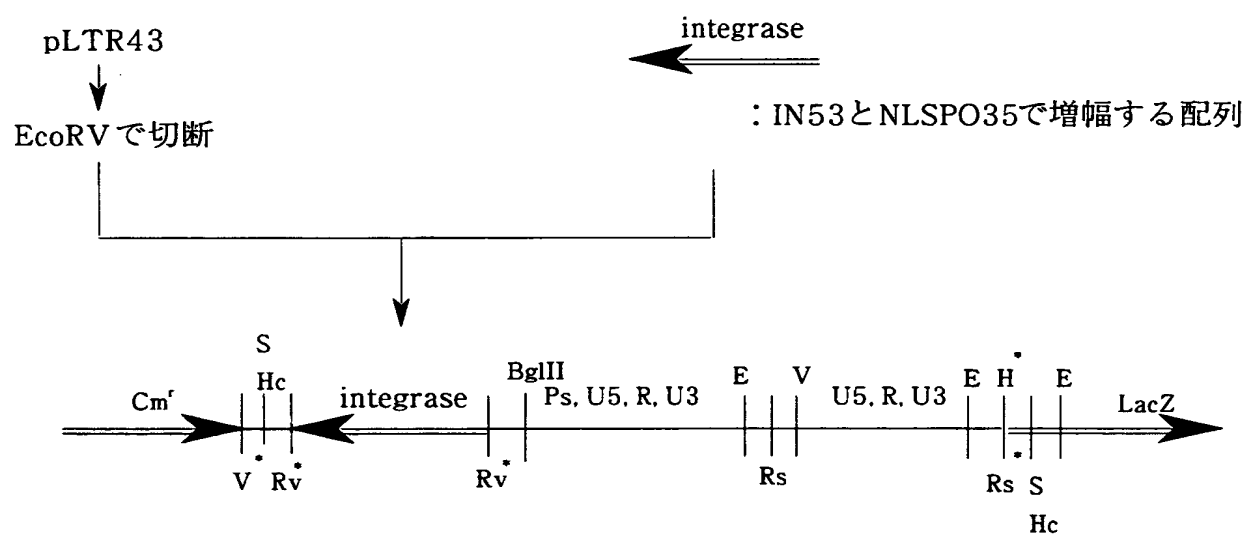 pLTR43
integrase
EcoRVで切断
：IN53とNLSPO35で増幅する配列
S
Hc
BglII
Cmʳ integrase Ps, U5, R, U3 E V U5, R, U3 E H* E LacZ
V* Rv* Rv* Rs Rs* S
Hc